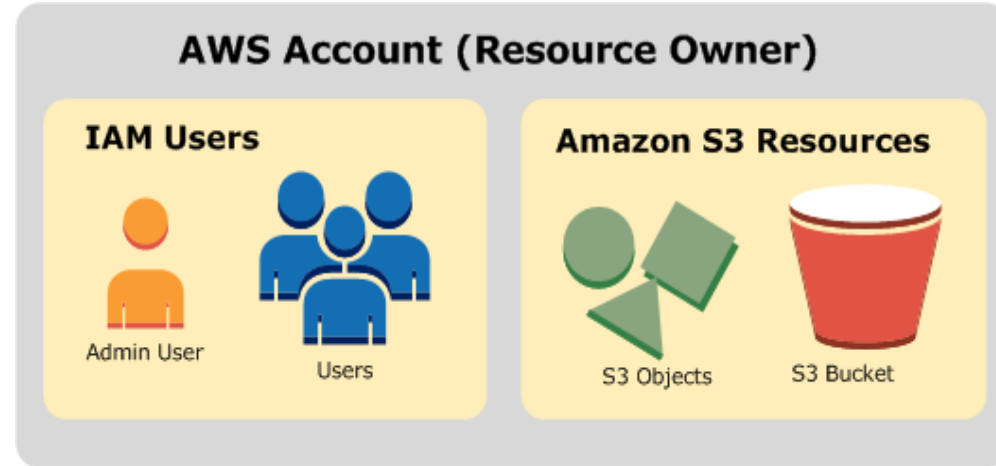 AWS Account (Resource Owner)
IAM Users
Admin User
Users
Amazon S3 Resources
S3 Objects
S3 Bucket